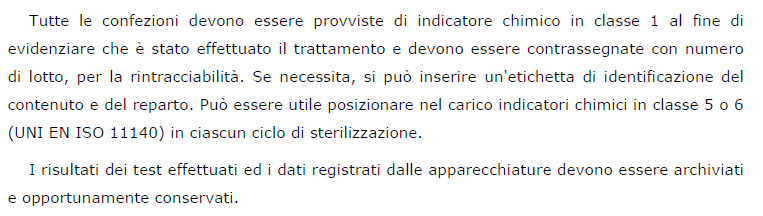 Tutte le confezioni devono essere provviste di indicatore chimico in classe 1 al fine di
evidenziare che è stato effettuato il trattamento e devono essere contrassegnate con numero
di lotto, per la rintracciabilità. Se necessita, si può inserire un'etichetta di identificazione del
contenuto e del reparto. Può essere utile posizionare nel carico indicatori chimici in classe 5 o 6
(UNI EN ISO 11140) in ciascun ciclo di sterilizzazione.
I risultati dei test effettuati ed i dati registrati dalle apparecchiature devono essere archiviati
e opportunamente conservati.